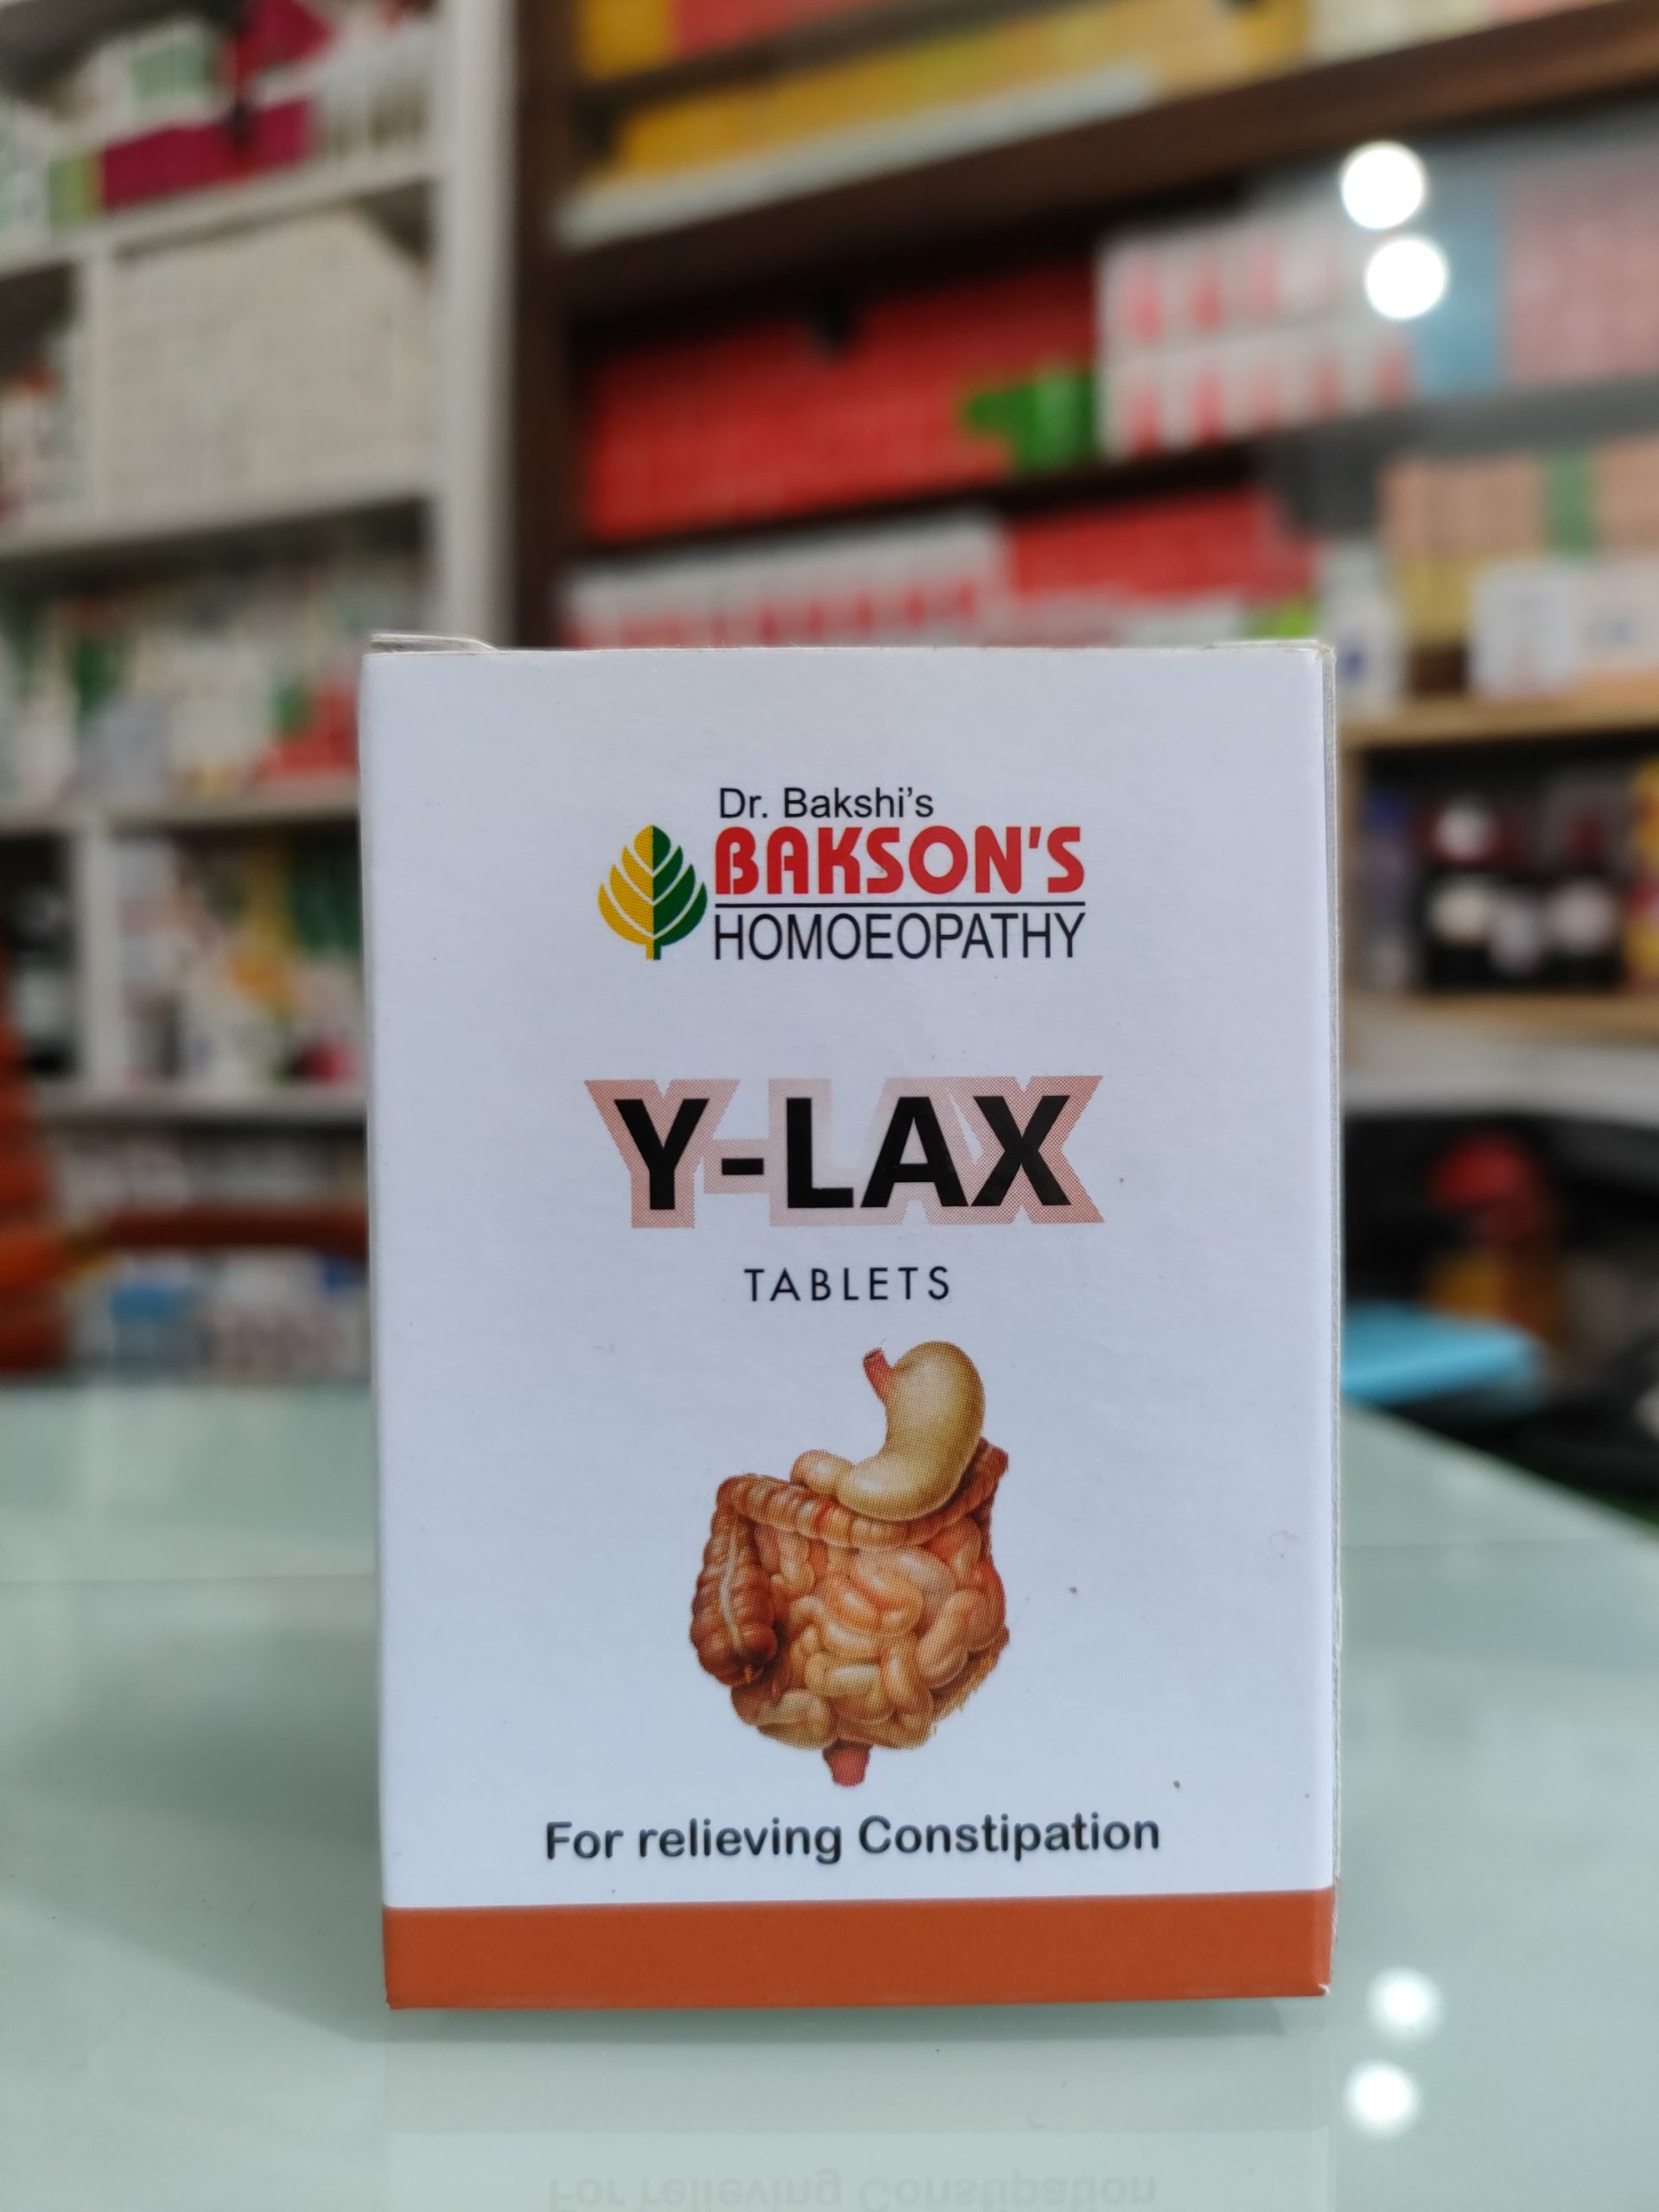 Dr. Bakshi's
BAKSON'S
HOMOEOPATHY
Y-LAX
TABLETS
For relieving Constipation